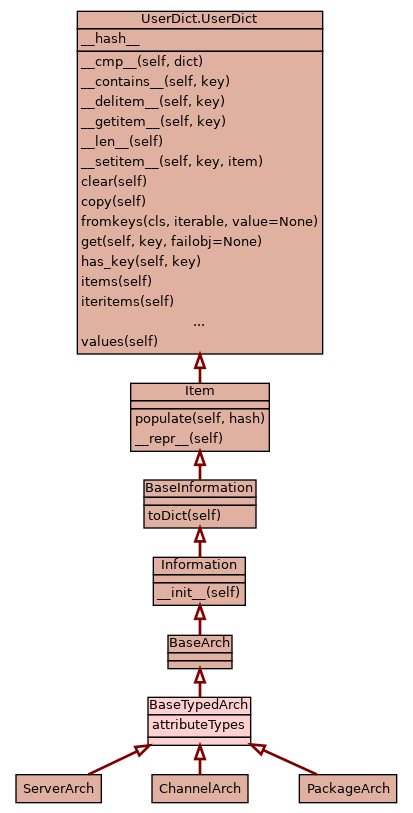 UserDict.UserDict
__hash__
__cmp__(self, dict)
__contains__(self, key)
__delitem__(self, key)
__getitem__(self, key)
__len__(self)
__setitem__(self, key, item)
clear(self)
copy(self)
fromkeys(cls, iterable, value=None)
get(self, key, failobj=None)
has_key(self, key)
items(self)
iteritems(self)
...
values(self)
Item
populate(self, hash)
__repr__(self)
BaseInformation
toDict(self)
Information
__init__(self)
BaseArch
BaseTypedArch
attributeTypes
ServerArch ChannelArch PackageArch